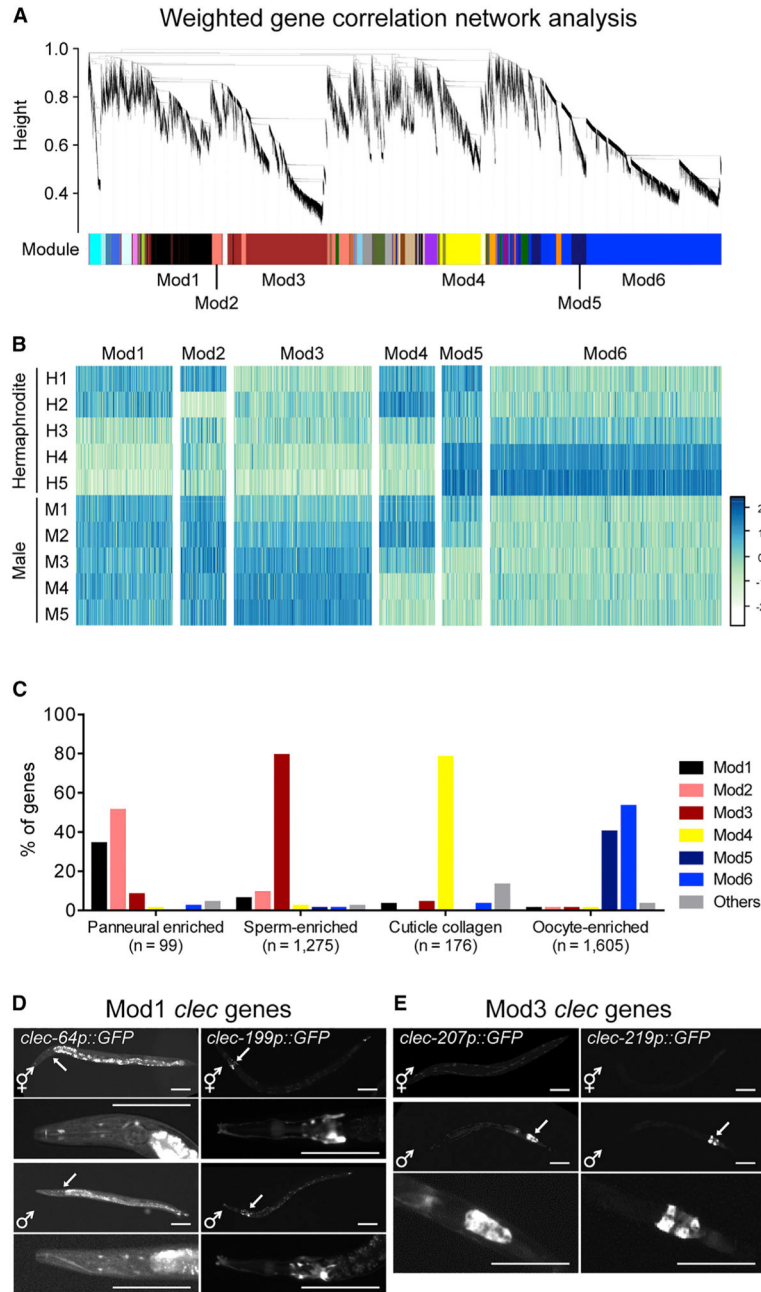 A Weighted gene correlation network analysis
1.0
0.8
0.6
0.4
Height
Module
Mod1 Mod3 Mod4 Mod6
Mod2 Mod5
B
Mod1 Mod2 Mod3 Mod4 Mod5 Mod6
Hermaphrodite
H1
H2
H3
H4
H5
Male
M1
M2
M3
M4
M5
2
1
0
-1
C
100
80
60
40
20
0
% of genes
Panneural enriched Sperm-enriched Cuticle collagen Oocyte-enriched
(n = 99) (n = 1,275) (n = 176) (n = 1,605)
Mod1
Mod2
Mod3
Mod4
Mod5
Mod6
Others
D Mod1 clec genes
clec-64p::GFP clec-199p::GFP
⚥ ⚥
♂ ♂
E Mod3 clec genes
clec-207p::GFP clec-219p::GFP
⚥ ⚥
♂ ♂